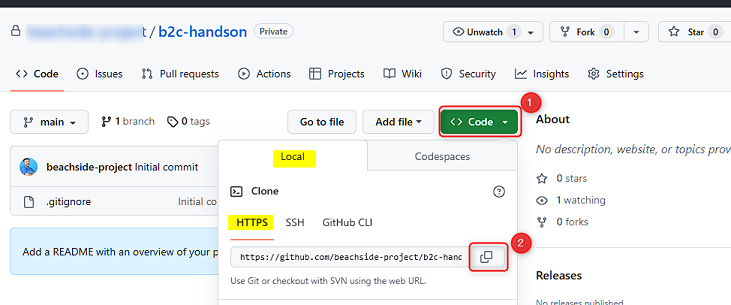 / b2c-handson Private
Unwatch 1 Fork 0 Star 0
Code Issues Pull requests Actions Projects Wiki Security Insights Settings
1
main 1 branch 0 tags Go to file Add file Code About
Local Codespaces
No description, website, or topics prov
beachside-project Initial commit
0 stars
Clone
.gitignore Initial co
1 watching
2
HTTPS SSH GitHub CLI
0 forks
https://github.com/beachside-project/b2c-hand
Add a README with an overview of your p
Use Git or checkout with SVN using the web URL.
Releases
No releases published